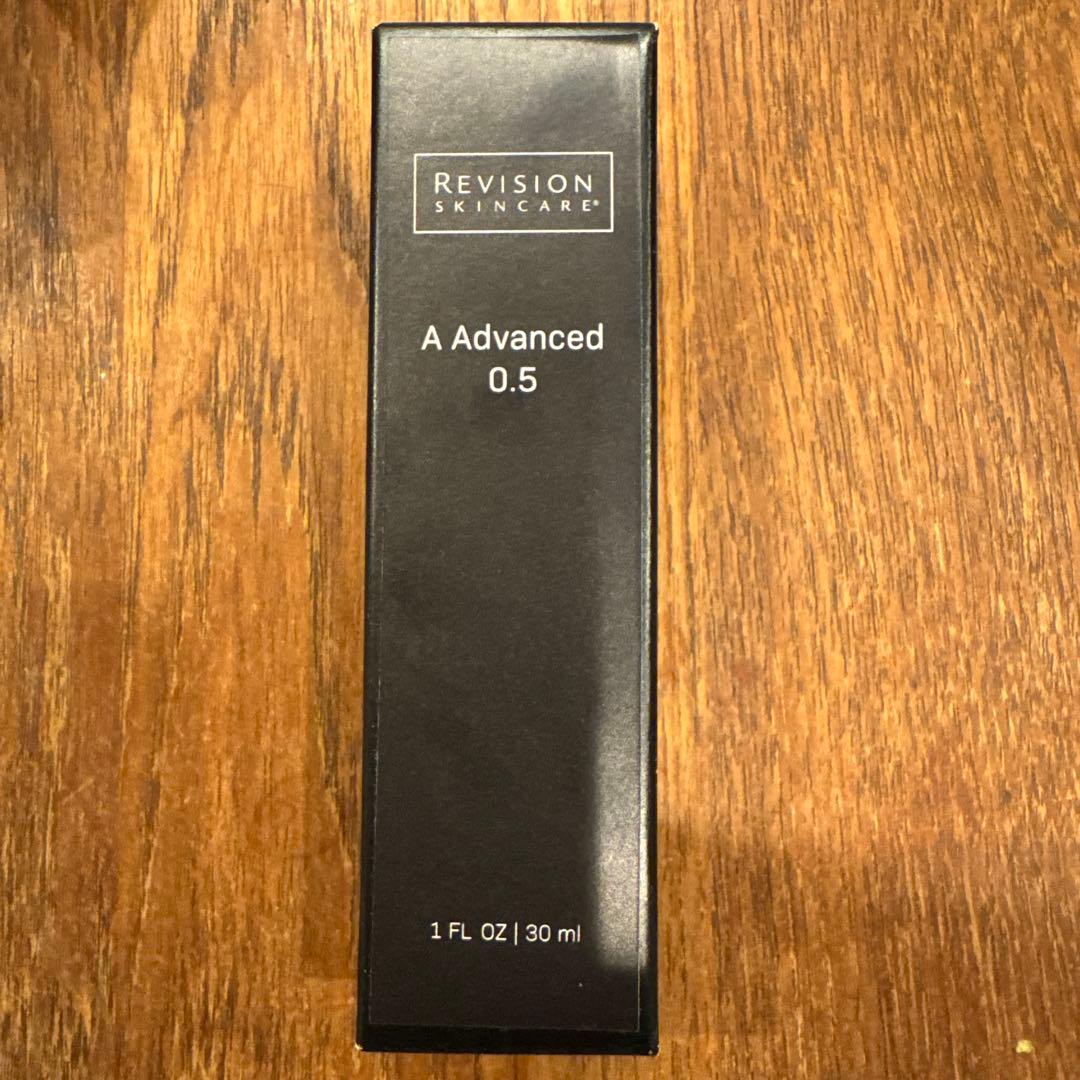 REVISION
SKINCARE®
A Advanced
0.5
1 FL OZ | 30 ml